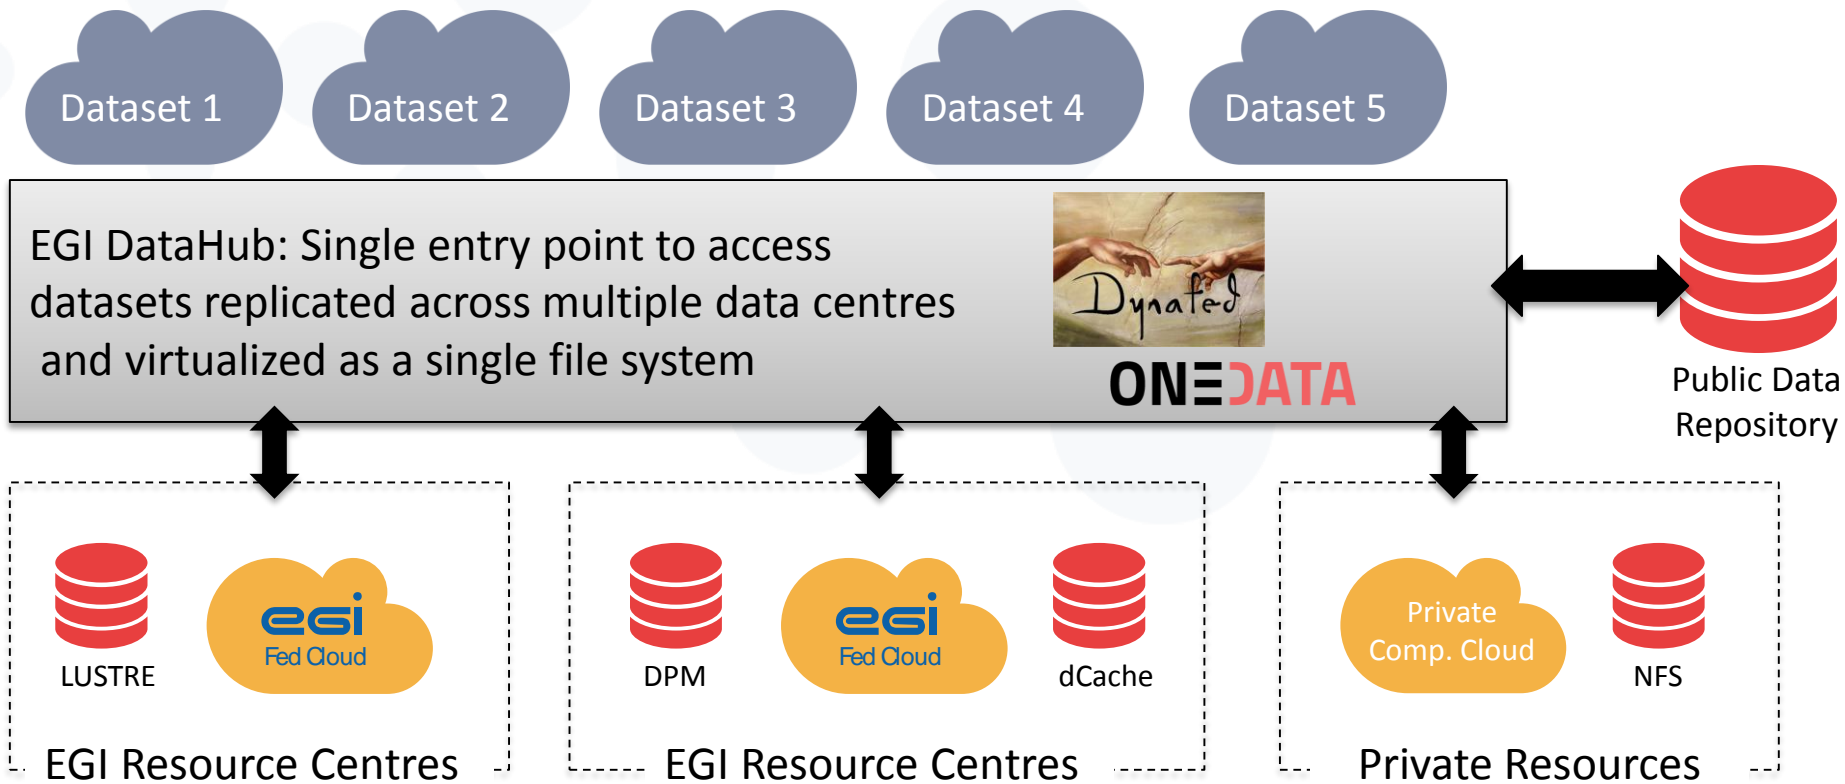 Dataset 1
Dataset 2
Dataset 3
Dataset 4
Dataset 5
EGI DataHub: Single entry point to access
datasets replicated across multiple data centres
and virtualized as a single file system
Dynafed
ONEDATA
Public Data
Repository
LUSTRE
egi
Fed Cloud
EGI Resource Centres
DPM
egi
Fed Cloud
dCache
EGI Resource Centres
Private
Comp. Cloud
NFS
Private Resources